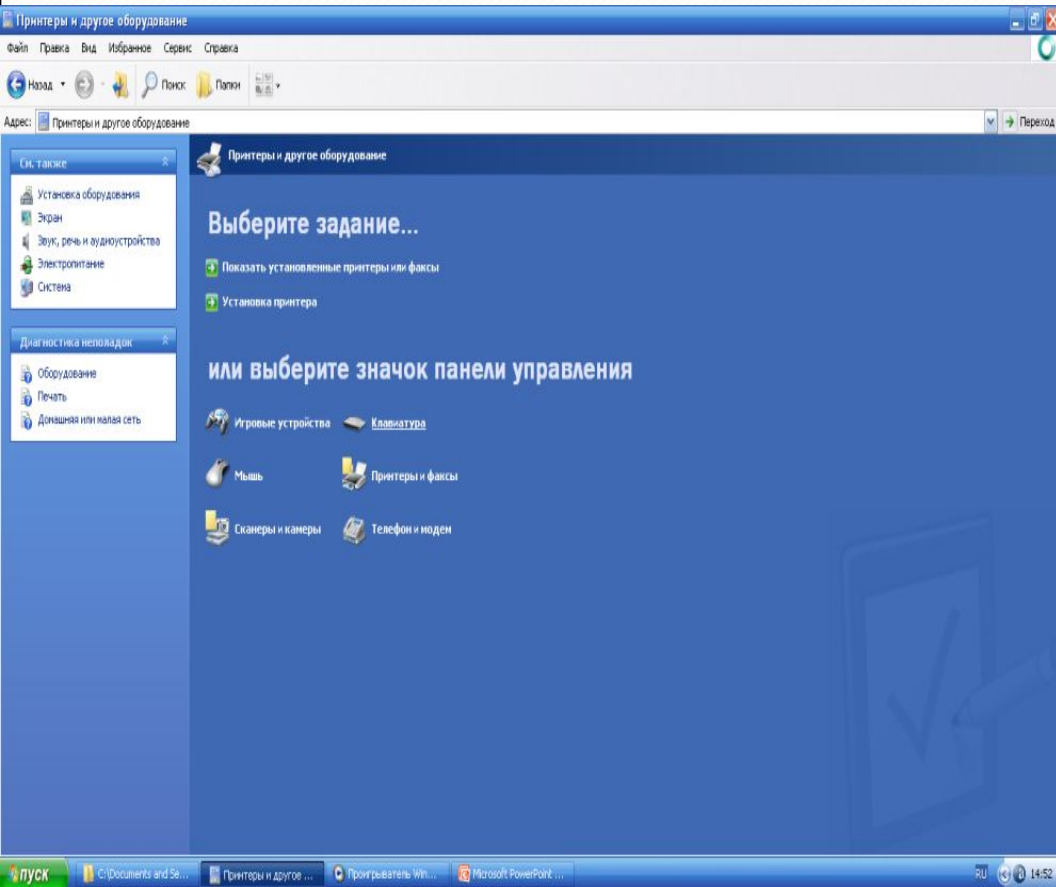 Принтеры и другое оборудование
Файл Правка Вид Избранное Сервис Справка
Назад Поиск Папки
Адрес: Принтеры и другое оборудование Переход
См. также
Установка оборудования
Экран
Звук, речь и аудиоустройства
Электропитание
Система
Диагностика неполадок
Оборудование
Печать
Домашняя или малая сеть
Принтеры и другое оборудование
Выберите задание...
Показать установленные принтеры или факсы
Установка принтера
или выберите значок панели управления
Игровые устройства Клавиатура
Мышь Принтеры и факсы
Сканеры и камеры Телефон и модем
пуск C:\Documents and Se... Принтеры и другое ... Проигрыватель Win... Microsoft PowerPoint ... RU 14:52